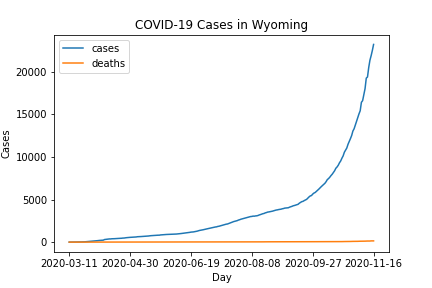 COVID-19 Cases in Wyoming
cases
deaths
20000
15000
10000
5000
0
Cases
2020-03-11 2020-04-30 2020-06-19 2020-08-08 2020-09-27 2020-11-16
Day